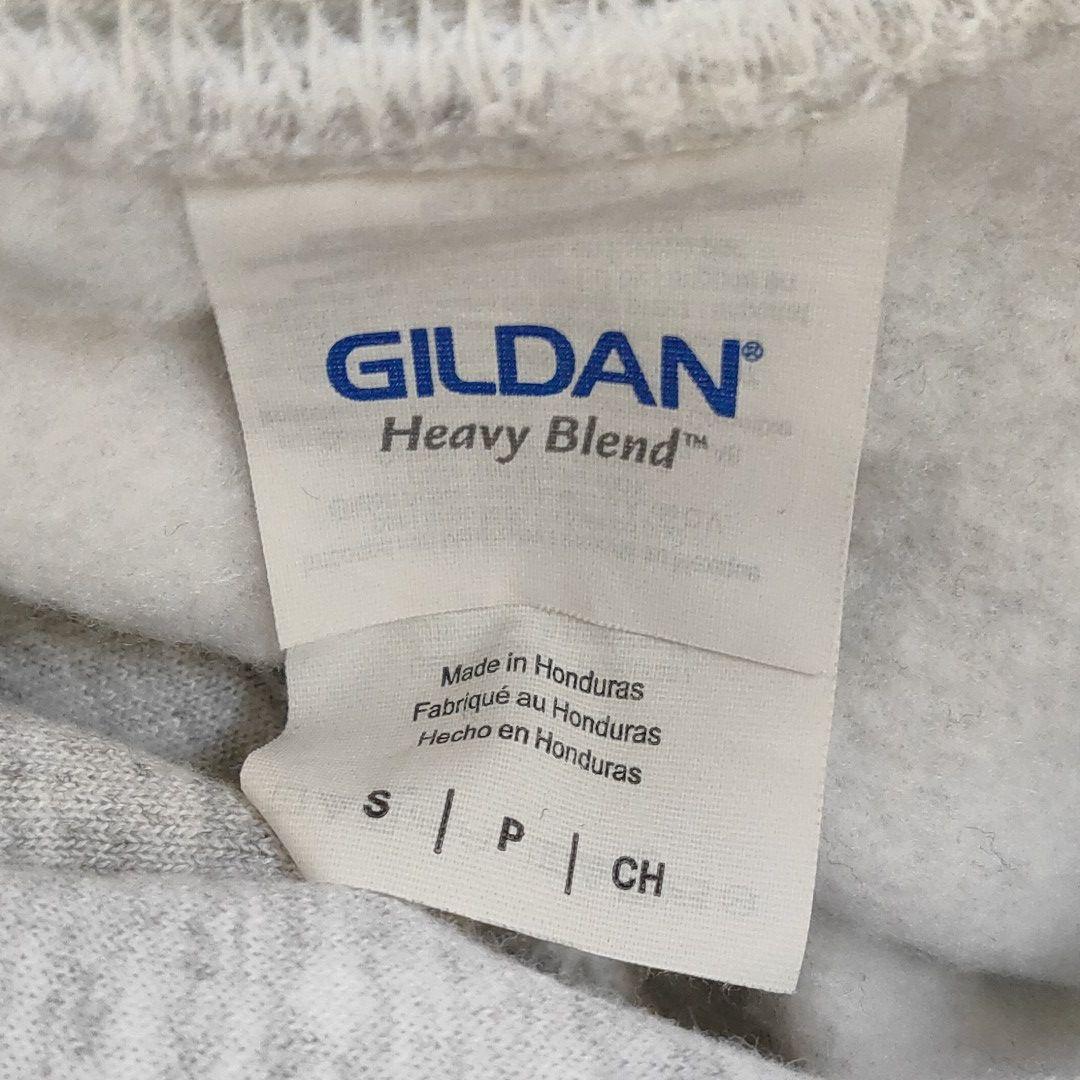 GILDAN®
Heavy Blend™
Made in Honduras
Fabriqué au Honduras
Hecho en Honduras
S | P | CH